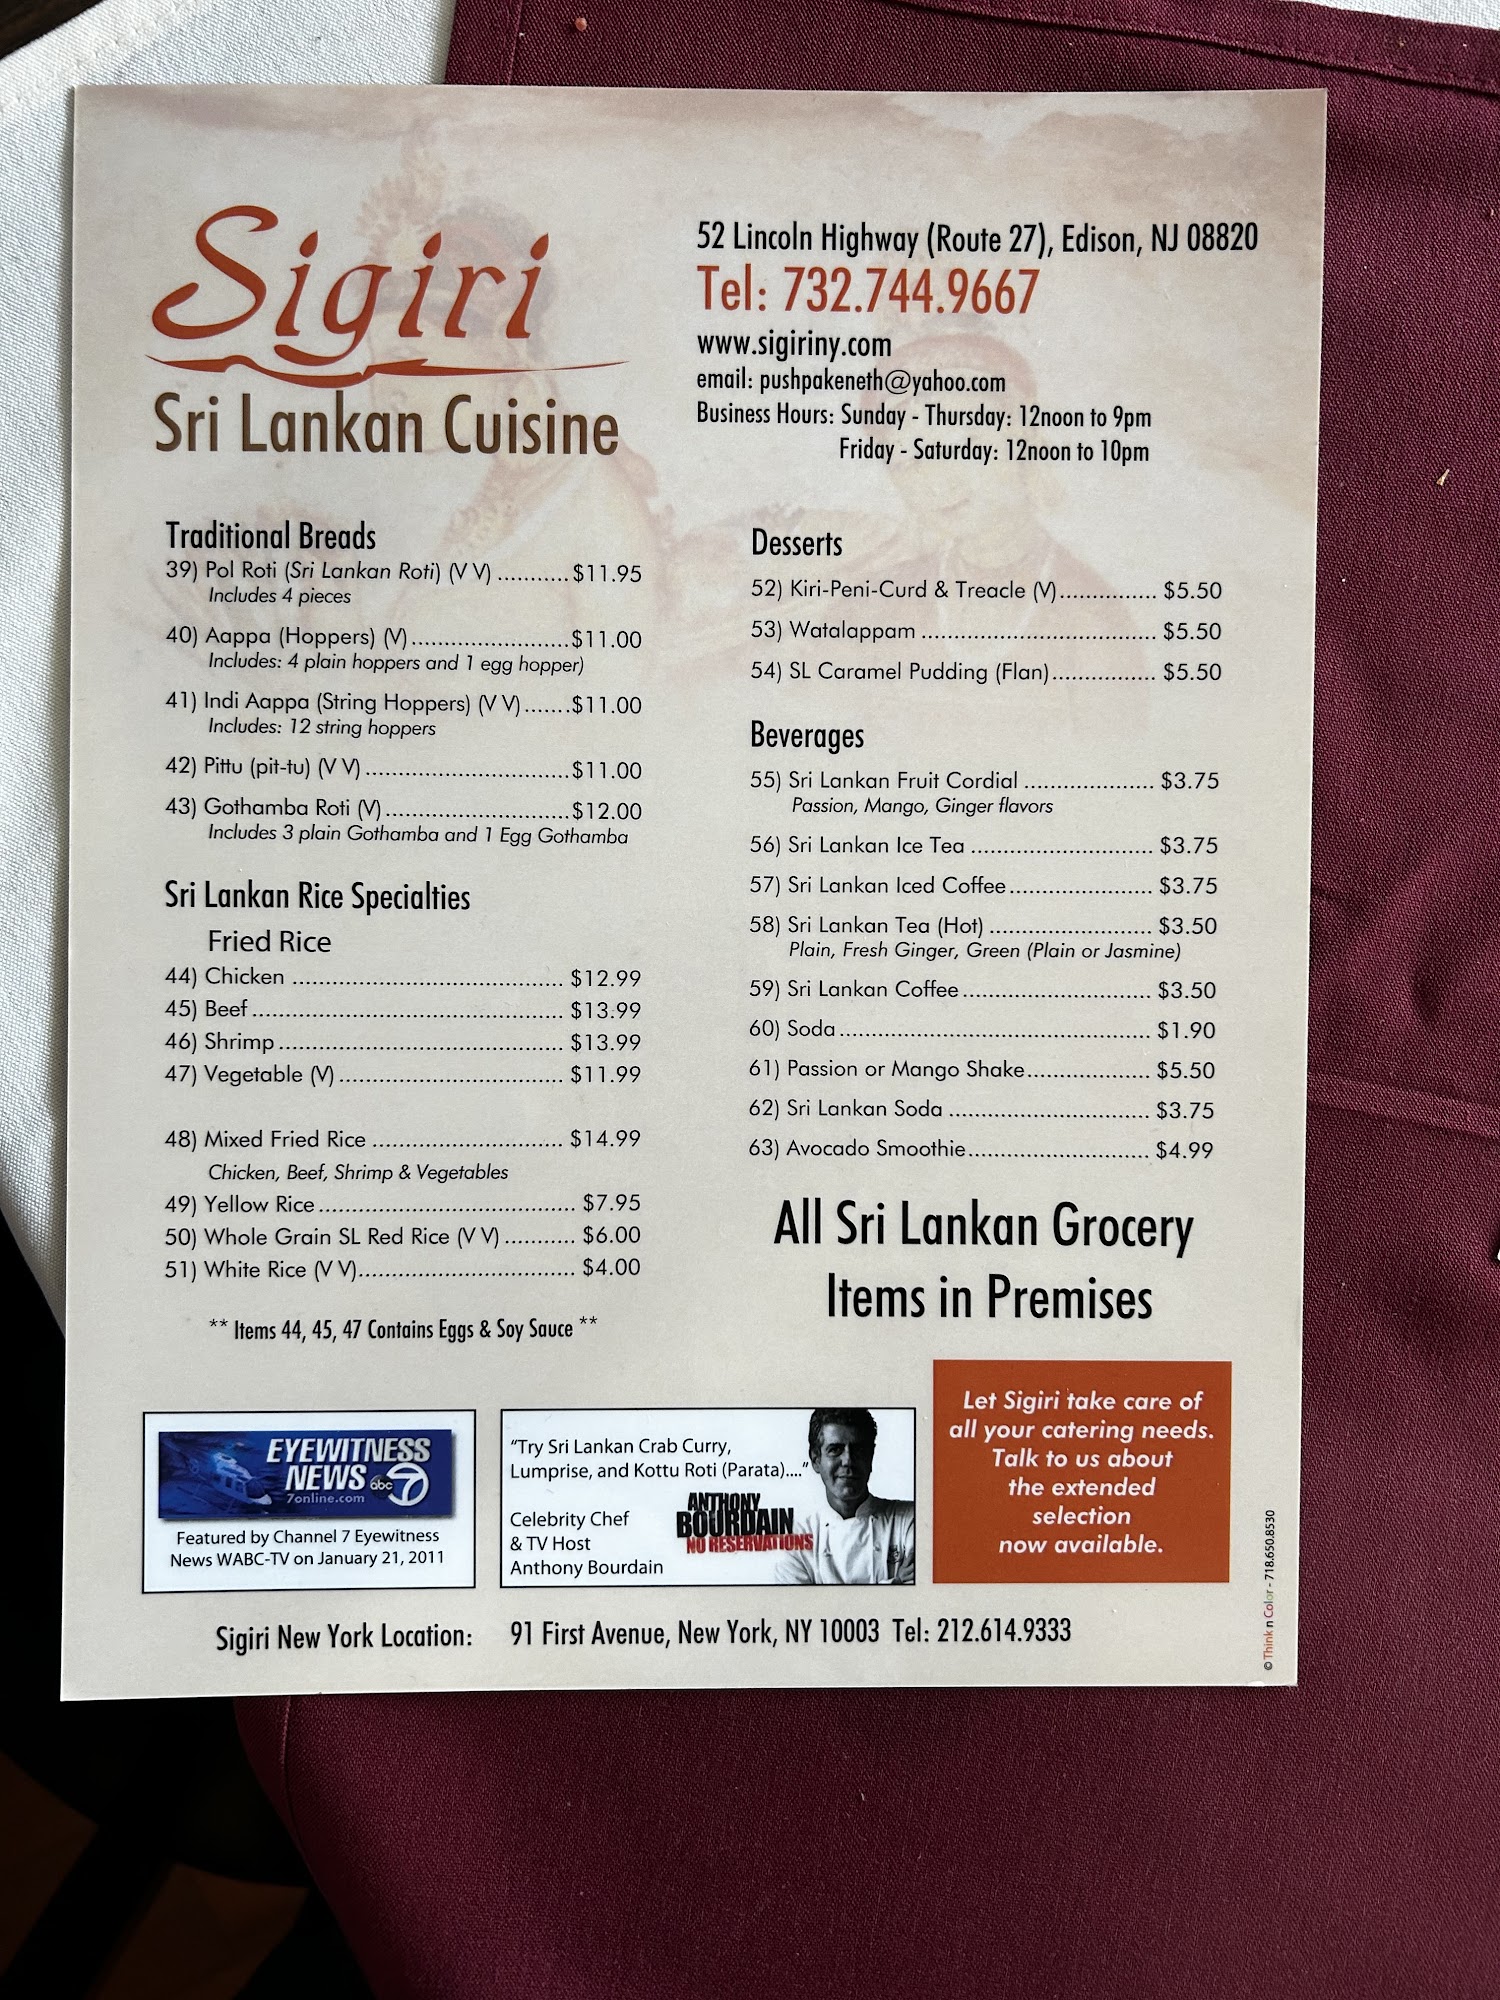 Sigiri
Sri Lankan Cuisine
52 Lincoln Highway (Route 27), Edison, NJ 08820
Tel: 732.744.9667
www.sigiriny.com
email: pushpakeneth@yahoo.com
Business Hours: Sunday - Thursday: 12noon to 9pm
Friday - Saturday: 12noon to 10pm
Traditional Breads
39) Pol Roti (Sri Lankan Roti) (V V) ........... $11.95
Includes 4 pieces
40) Aappa (Hoppers) (V) .................... $11.00
Includes: 4 plain hoppers and 1 egg hopper)
41) Indi Aappa (String Hoppers) (V V) ...... $11.00
Includes: 12 string hoppers
42) Pittu (pit-tu) (V V) .......................... $11.00
43) Gothamba Roti (V) ....................... $12.00
Includes 3 plain Gothamba and 1 Egg Gothamba
Sri Lankan Rice Specialties
Fried Rice
44) Chicken .................................. $12.99
45) Beef ....................................... $13.99
46) Shrimp .................................... $13.99
47) Vegetable (V) ............................ $11.99
48) Mixed Fried Rice ........................ $14.99
Chicken, Beef, Shrimp & Vegetables
49) Yellow Rice ................................ $7.95
50) Whole Grain SL Red Rice (V V) ........... $6.00
51) White Rice (V V) ........................... $4.00
** Items 44, 45, 47 Contains Eggs & Soy Sauce **
Desserts
52) Kiri-Peni-Curd & Treacle (V) ............... $5.50
53) Watalappam ............................. $5.50
54) SL Caramel Pudding (Flan) ................ $5.50
Beverages
55) Sri Lankan Fruit Cordial .................... $3.75
Passion, Mango, Ginger flavors
56) Sri Lankan Ice Tea ........................... $3.75
57) Sri Lankan Iced Coffee ...................... $3.75
58) Sri Lankan Tea (Hot) ......................... $3.50
Plain, Fresh Ginger, Green (Plain or Jasmine)
59) Sri Lankan Coffee ............................ $3.50
60) Soda ....................................... $1.90
61) Passion or Mango Shake ................... $5.50
62) Sri Lankan Soda .............................. $3.75
63) Avocado Smoothie ........................... $4.99
All Sri Lankan Grocery
Items in Premises
EYEWITNESS
NEWS abc 7
7online.com
Featured by Channel 7 Eyewitness
News WABC-TV on January 21, 2011
"Try Sri Lankan Crab Curry,
Lumprise, and Kottu Roti (Parata)...."
Celebrity Chef
& TV Host
Anthony Bourdain
ANTHONY
BOURDAIN
NO RESERVATIONS
Let Sigiri take care of
all your catering needs.
Talk to us about
the extended
selection
now available.
© Think n Color - 718.650.8530
Sigiri New York Location: 91 First Avenue, New York, NY 10003 Tel: 212.614.9333